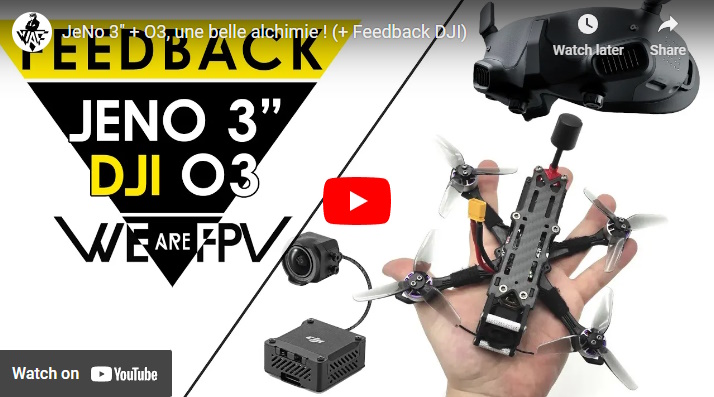 JeNo 3" + O3, une belle alchimie ! (+ Feedback DJI)
Watch later
Share
FEEDBACK
JENO 3”
DJI O3
WE ARE FPV
dji
Watch on YouTube